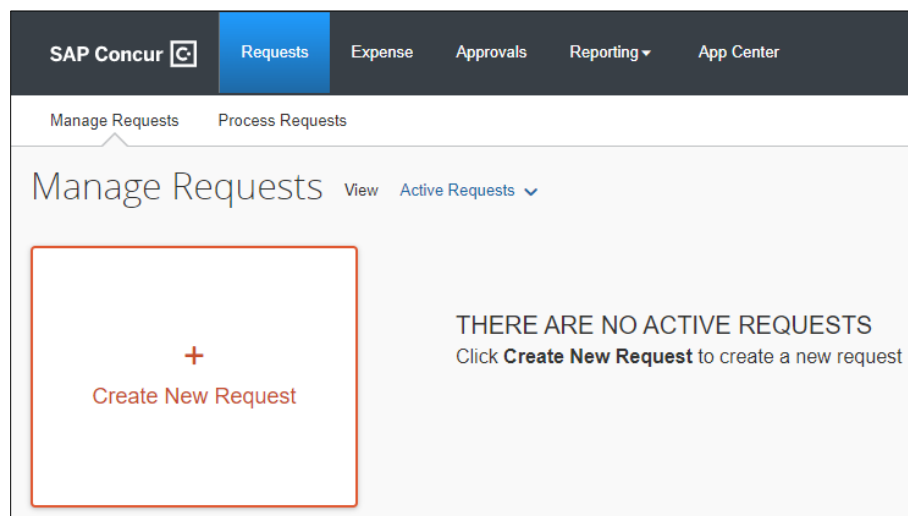 SAP Concur C Requests Expense Approvals Reporting App Center
Manage Requests Process Requests
Manage Requests View Active Requests
THERE ARE NO ACTIVE REQUESTS
Click Create New Request to create a new request
+
Create New Request